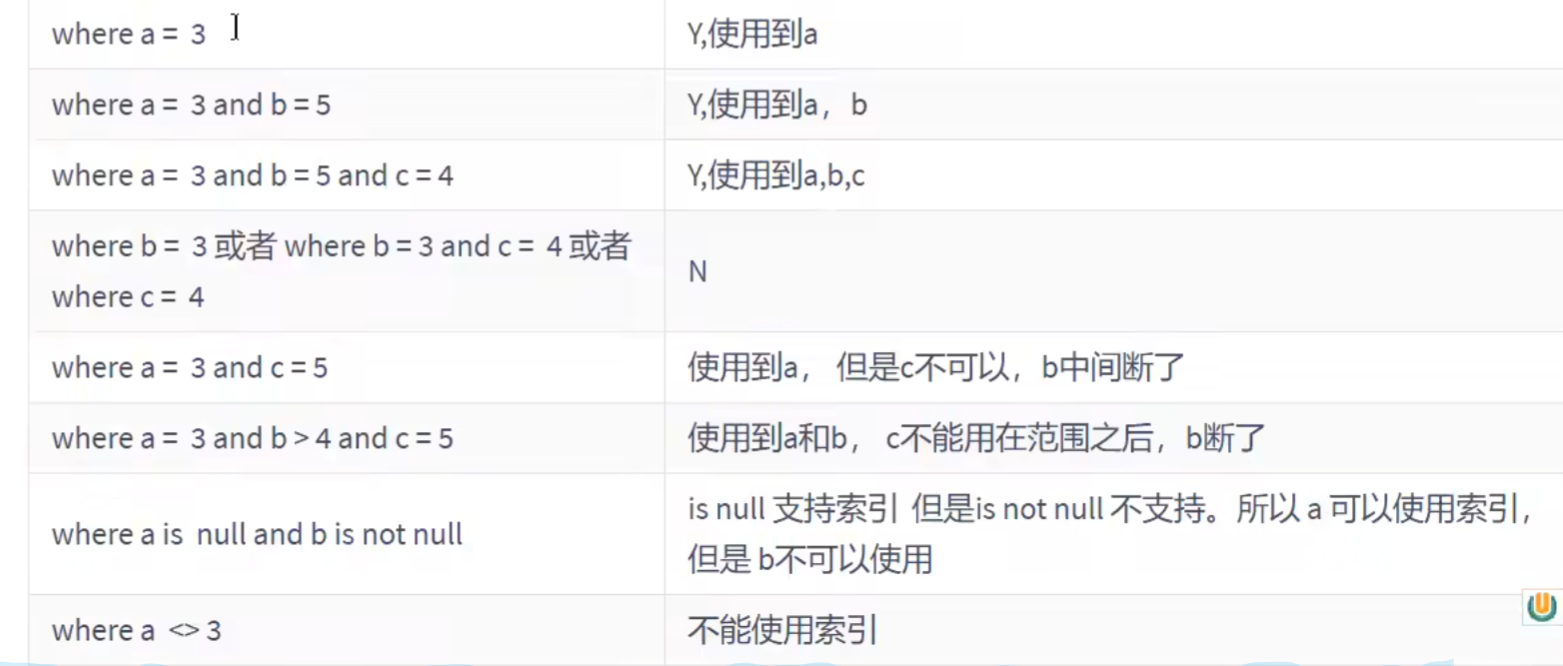 where a = 3
Y,使用到a
where a = 3 and b = 5
Y,使用到a，b
where a = 3 and b = 5 and c = 4
Y,使用到a,b,c
where b = 3 或者 where b = 3 and c = 4 或者
where c = 4
N
where a = 3 and c = 5
使用到a， 但是c不可以，b中间断了
where a = 3 and b > 4 and c = 5
使用到a和b， c不能用在范围之后，b断了
where a is null and b is not null
is null 支持索引 但是is not null 不支持。所以 a 可以使用索引，
但是 b不可以使用
where a <> 3
不能使用索引